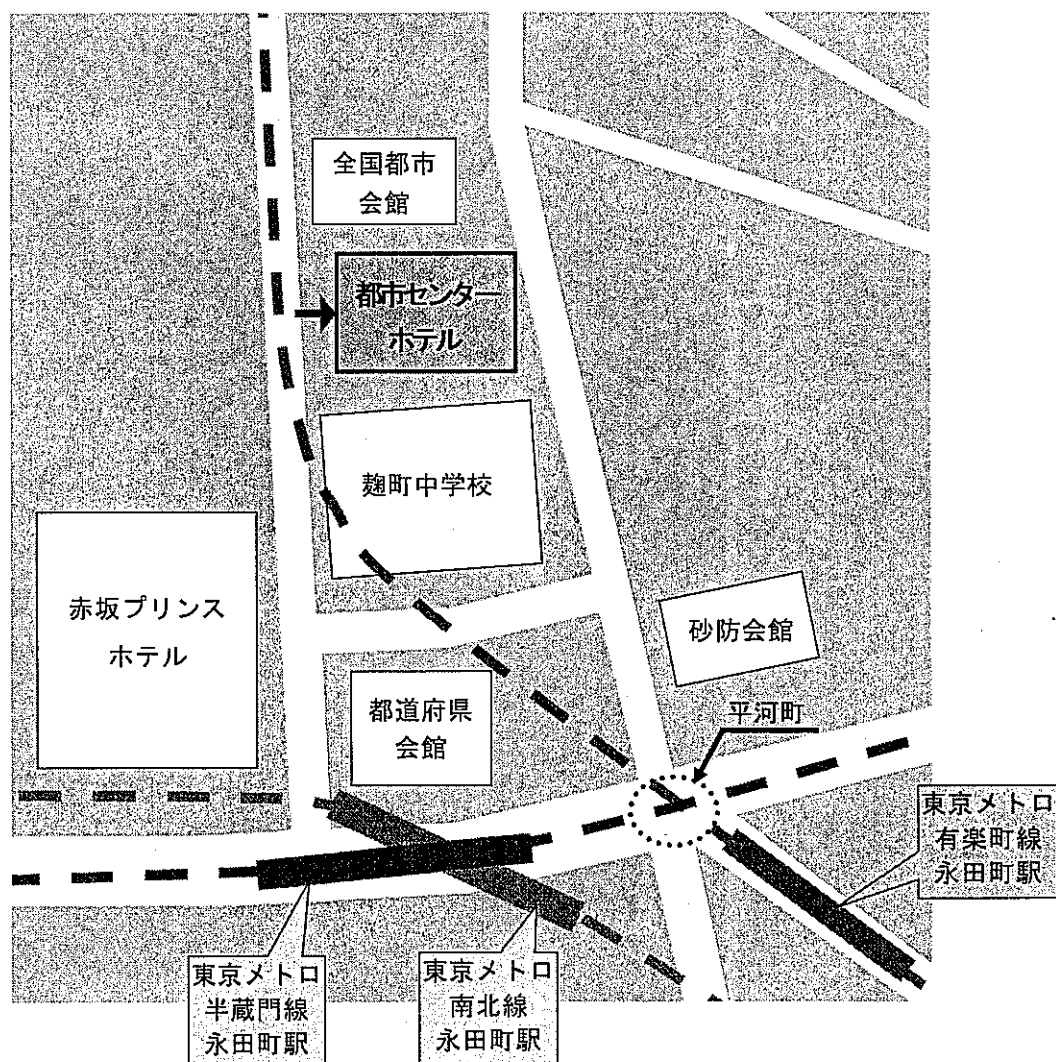 全国都市
会館
都市センター
ホテル
麹町中学校
赤坂プリンス
ホテル
砂防会館
都道府県
会館
平河町
東京メトロ
有楽町線
永田町駅
東京メトロ
半蔵門線
永田町駅
東京メトロ
南北線
永田町駅